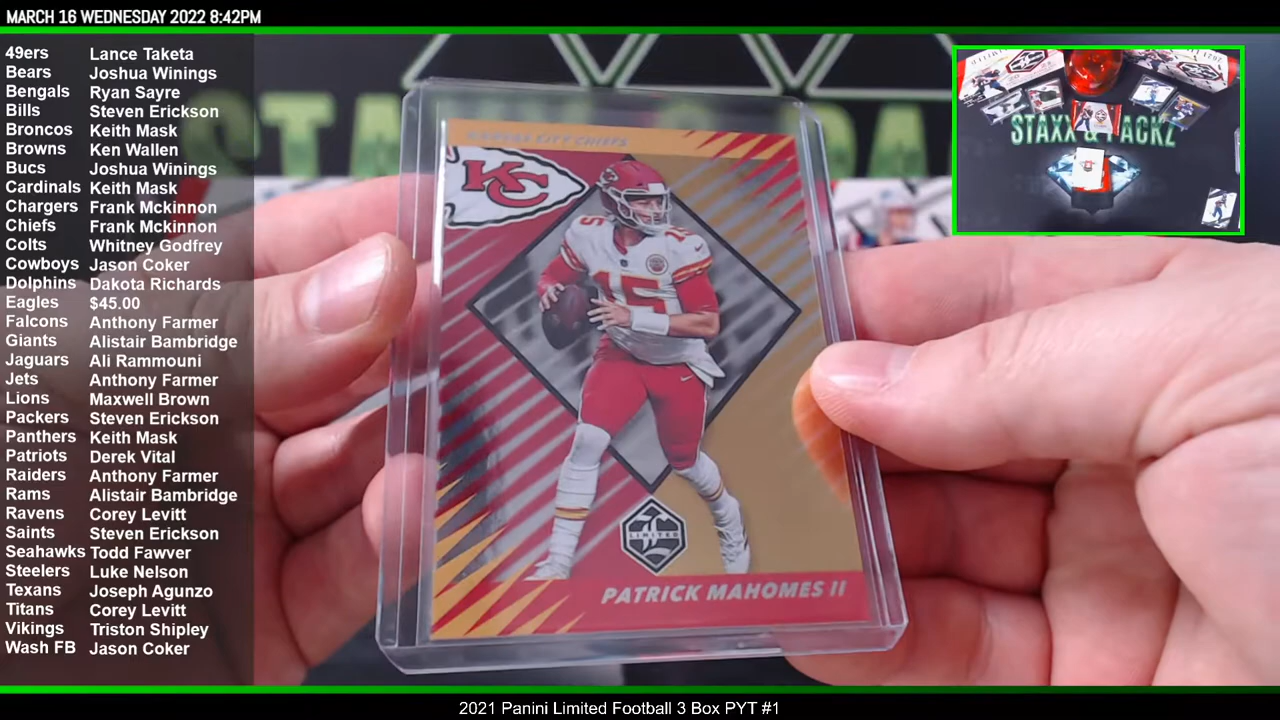 MARCH 16 WEDNESDAY 2022 8:42PM
49ers Lance Taketa
Bears Joshua Winings
Bengals Ryan Sayre
Bills Steven Erickson
Broncos Keith Mask
Browns Ken Wallen
Bucs Joshua Winings
Cardinals Keith Mask
Chargers Frank Mckinnon
Chiefs Frank Mckinnon
Colts Whitney Godfrey
Cowboys Jason Coker
Dolphins Dakota Richards
Eagles $45.00
Falcons Anthony Farmer
Giants Alistair Bambridge
Jaguars Ali Rammouni
Jets Anthony Farmer
Lions Maxwell Brown
Packers Steven Erickson
Panthers Keith Mask
Patriots Derek Vital
Raiders Anthony Farmer
Rams Alistair Bambridge
Ravens Corey Levitt
Saints Steven Erickson
Seahawks Todd Fawver
Steelers Luke Nelson
Texans Joseph Agunzo
Titans Corey Levitt
Vikings Triston Shipley
Wash FB Jason Coker
KANSAS CITY CHIEFS
KC
15
15
LIMITED
PATRICK MAHOMES II
STAXX & PACKZ
2021 Panini Limited Football 3 Box PYT #1